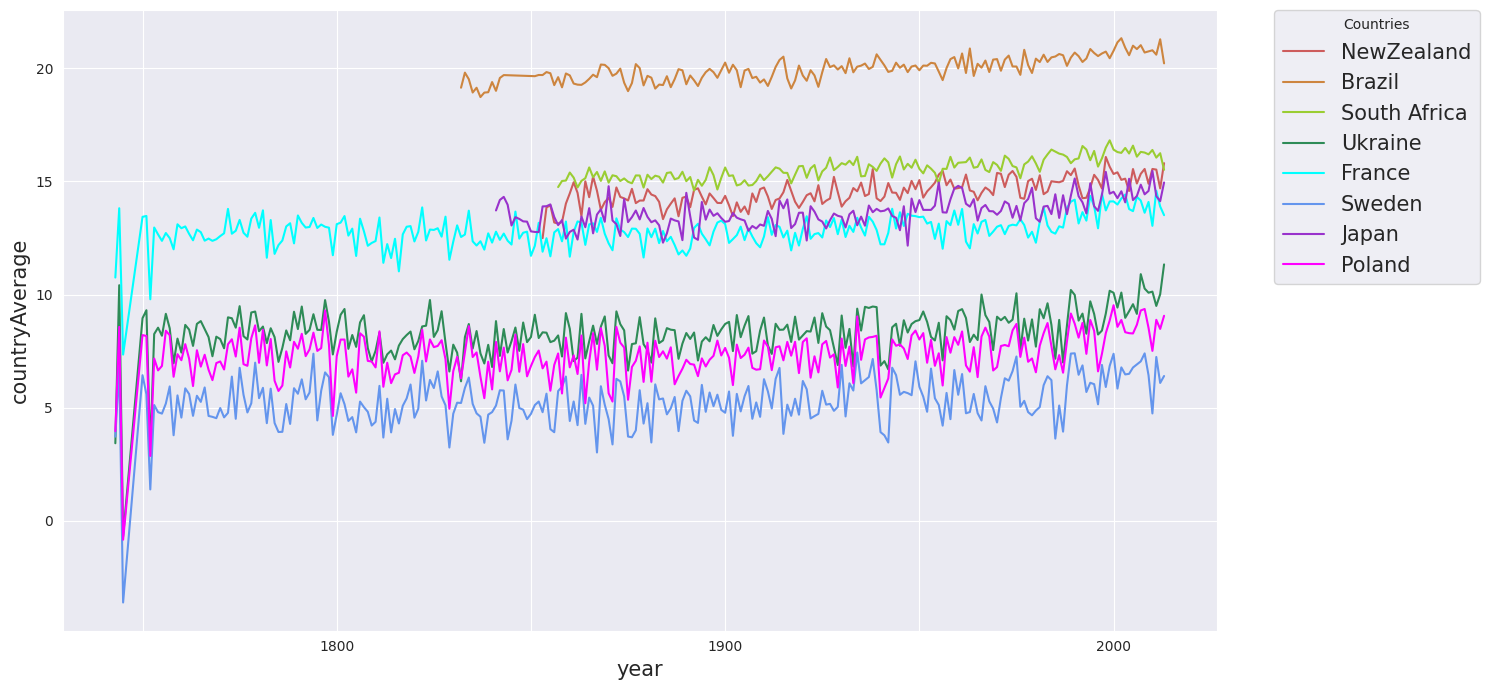 Countries
NewZealand
Brazil
South Africa
Ukraine
France
Sweden
Japan
Poland
countryAverage
20
15
10
5
0
1800
1900
2000
year